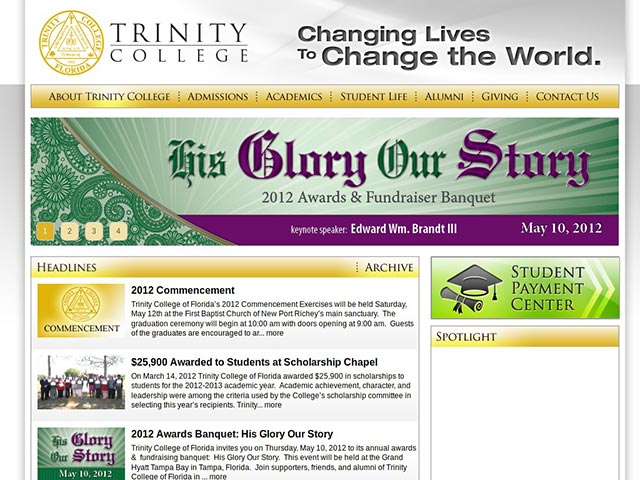 TRINITY COLLEGE
FLORIDA
TRINITY
COLLEGE
Changing Lives
To Change the World.
About Trinity College Admissions Academics Student Life Alumni Giving Contact Us
His Glory Our Story
2012 Awards & Fundraiser Banquet
1 2 3 4
keynote speaker: Edward Wm. Brandt III May 10, 2012
Headlines Archive
COMMENCEMENT
2012 Commencement
Trinity College of Florida's 2012 Commencement Exercises will be held Saturday,
May 12th at the First Baptist Church of New Port Richey's main sanctuary. The
graduation ceremony will begin at 10:00 am with doors opening at 9:00 am. Guests
of the graduates are encouraged to ar... more
$25,900 Awarded to Students at Scholarship Chapel
On March 14, 2012 Trinity College of Florida awarded $25,900 in scholarships to
students for the 2012-2013 academic year. Academic achievement, character, and
leadership were among the criteria used by the College's scholarship committee in
selecting this year's recipients. Trinity... more
His Glory
Our Story
May 10, 2012
2012 Awards Banquet: His Glory Our Story
Trinity College of Florida invites you on Thursday, May 10, 2012 to its annual awards
& fundraising banquet: His Glory Our Story. This event will be held at the Grand
Hyatt Tampa Bay in Tampa, Florida. Join supporters, friends, and alumni of Trinity
College of Florida in ... more
Student
Payment
Center
Spotlight